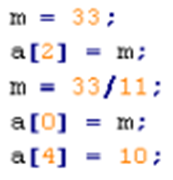 m = 33;
a[2] = m;
m = 33/11;
a[0] = m;
a[4] = 10;